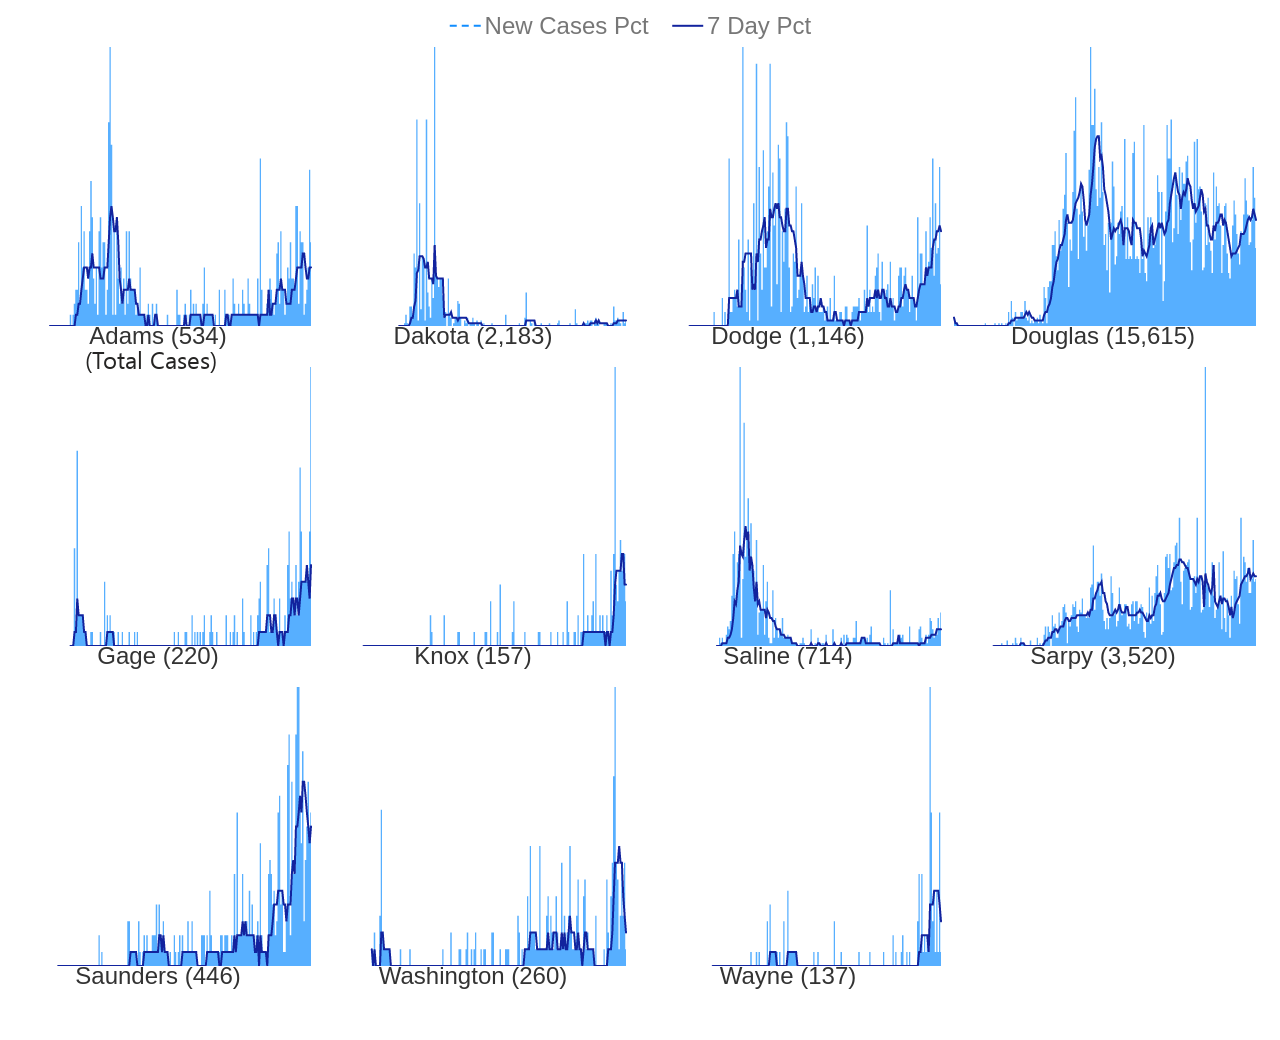 New Cases Pct 7 Day Pct
Adams (534) Dakota (2,183) Dodge (1,146) Douglas (15,615)
(Total Cases)
Gage (220) Knox (157) Saline (714) Sarpy (3,520)
Saunders (446) Washington (260) Wayne (137)